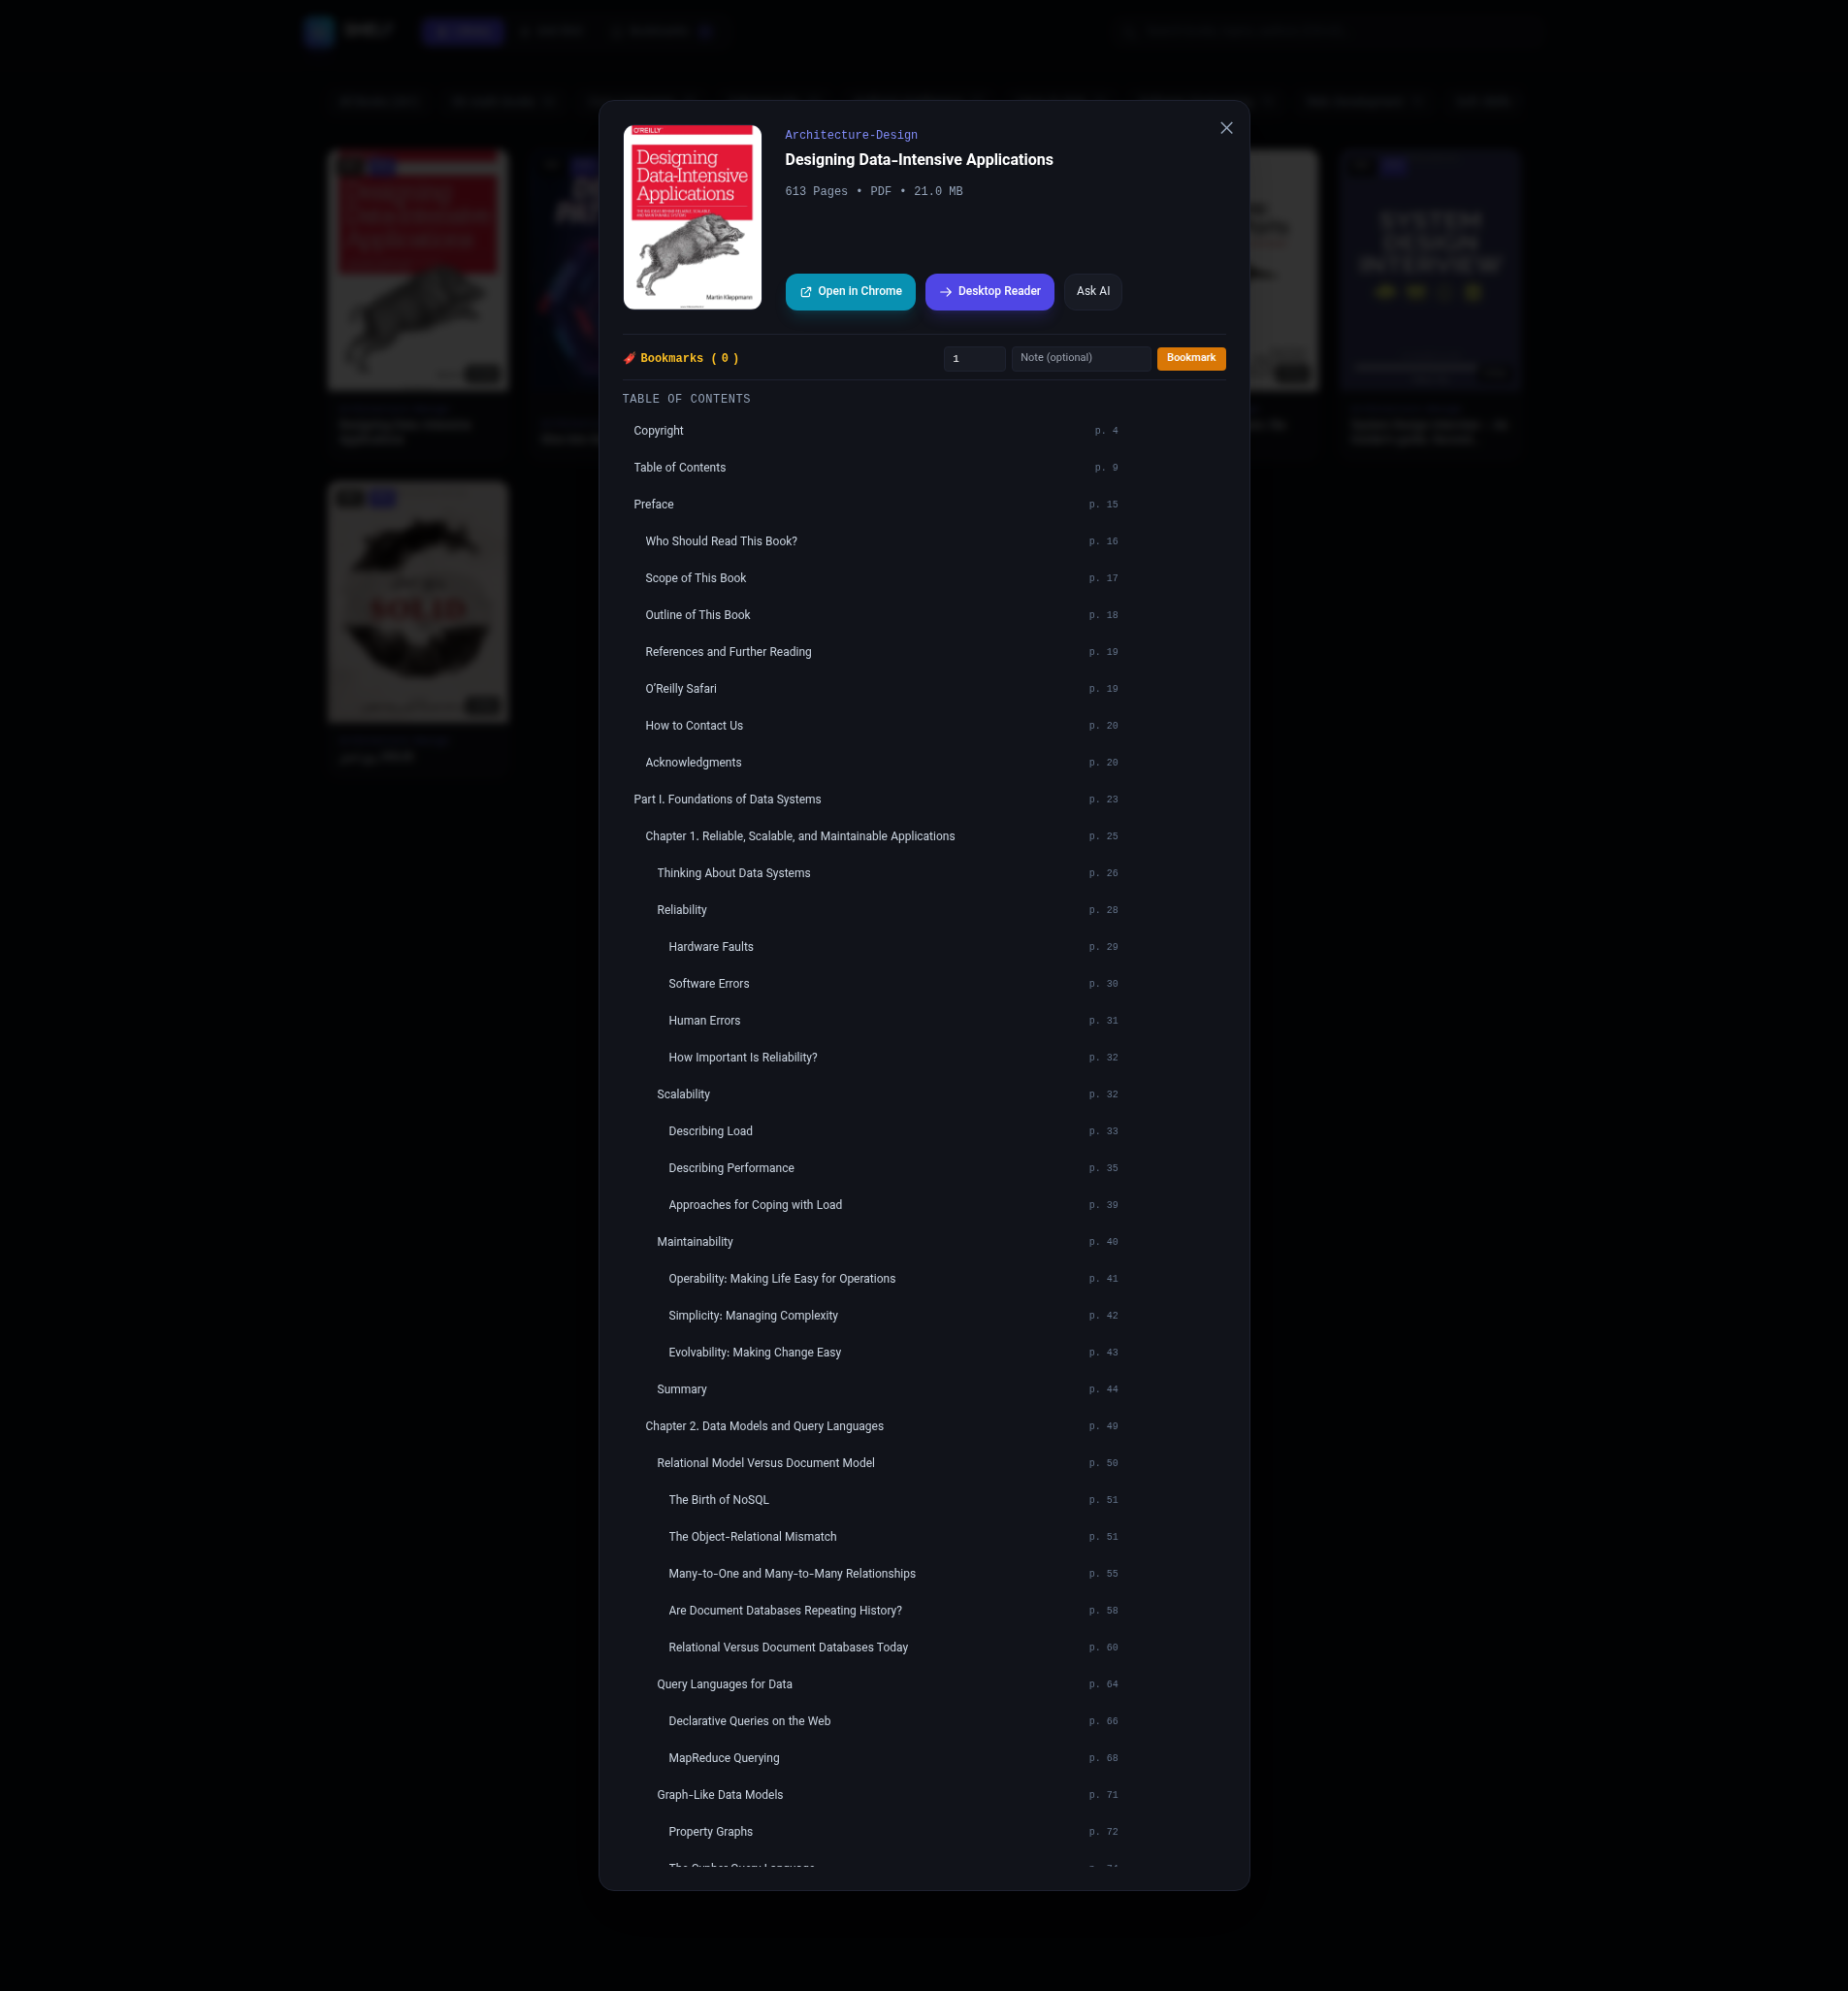 Architecture-Design
Designing Data-Intensive Applications
613 Pages • PDF • 21.0 MB
O'REILLY
Designing
Data-Intensive
Applications
Martin Kleppmann
Open in Chrome
Desktop Reader
Ask AI
Bookmarks ( 0 )
1
Note (optional)
Bookmark
TABLE OF CONTENTS
Copyright p. 4
Table of Contents p. 9
Preface p. 15
Who Should Read This Book? p. 16
Scope of This Book p. 17
Outline of This Book p. 18
References and Further Reading p. 19
O’Reilly Safari p. 19
How to Contact Us p. 20
Acknowledgments p. 20
Part I. Foundations of Data Systems p. 23
Chapter 1. Reliable, Scalable, and Maintainable Applications p. 25
Thinking About Data Systems p. 26
Reliability p. 28
Hardware Faults p. 29
Software Errors p. 30
Human Errors p. 31
How Important Is Reliability? p. 32
Scalability p. 32
Describing Load p. 33
Describing Performance p. 35
Approaches for Coping with Load p. 39
Maintainability p. 40
Operability: Making Life Easy for Operations p. 41
Simplicity: Managing Complexity p. 42
Evolvability: Making Change Easy p. 43
Summary p. 44
Chapter 2. Data Models and Query Languages p. 49
Relational Model Versus Document Model p. 50
The Birth of NoSQL p. 51
The Object-Relational Mismatch p. 51
Many-to-One and Many-to-Many Relationships p. 55
Are Document Databases Repeating History? p. 58
Relational Versus Document Databases Today p. 60
Query Languages for Data p. 64
Declarative Queries on the Web p. 66
MapReduce Querying p. 68
Graph-Like Data Models p. 71
Property Graphs p. 72
SYSTEM
DESIGN
INTERVIEW
SOLID